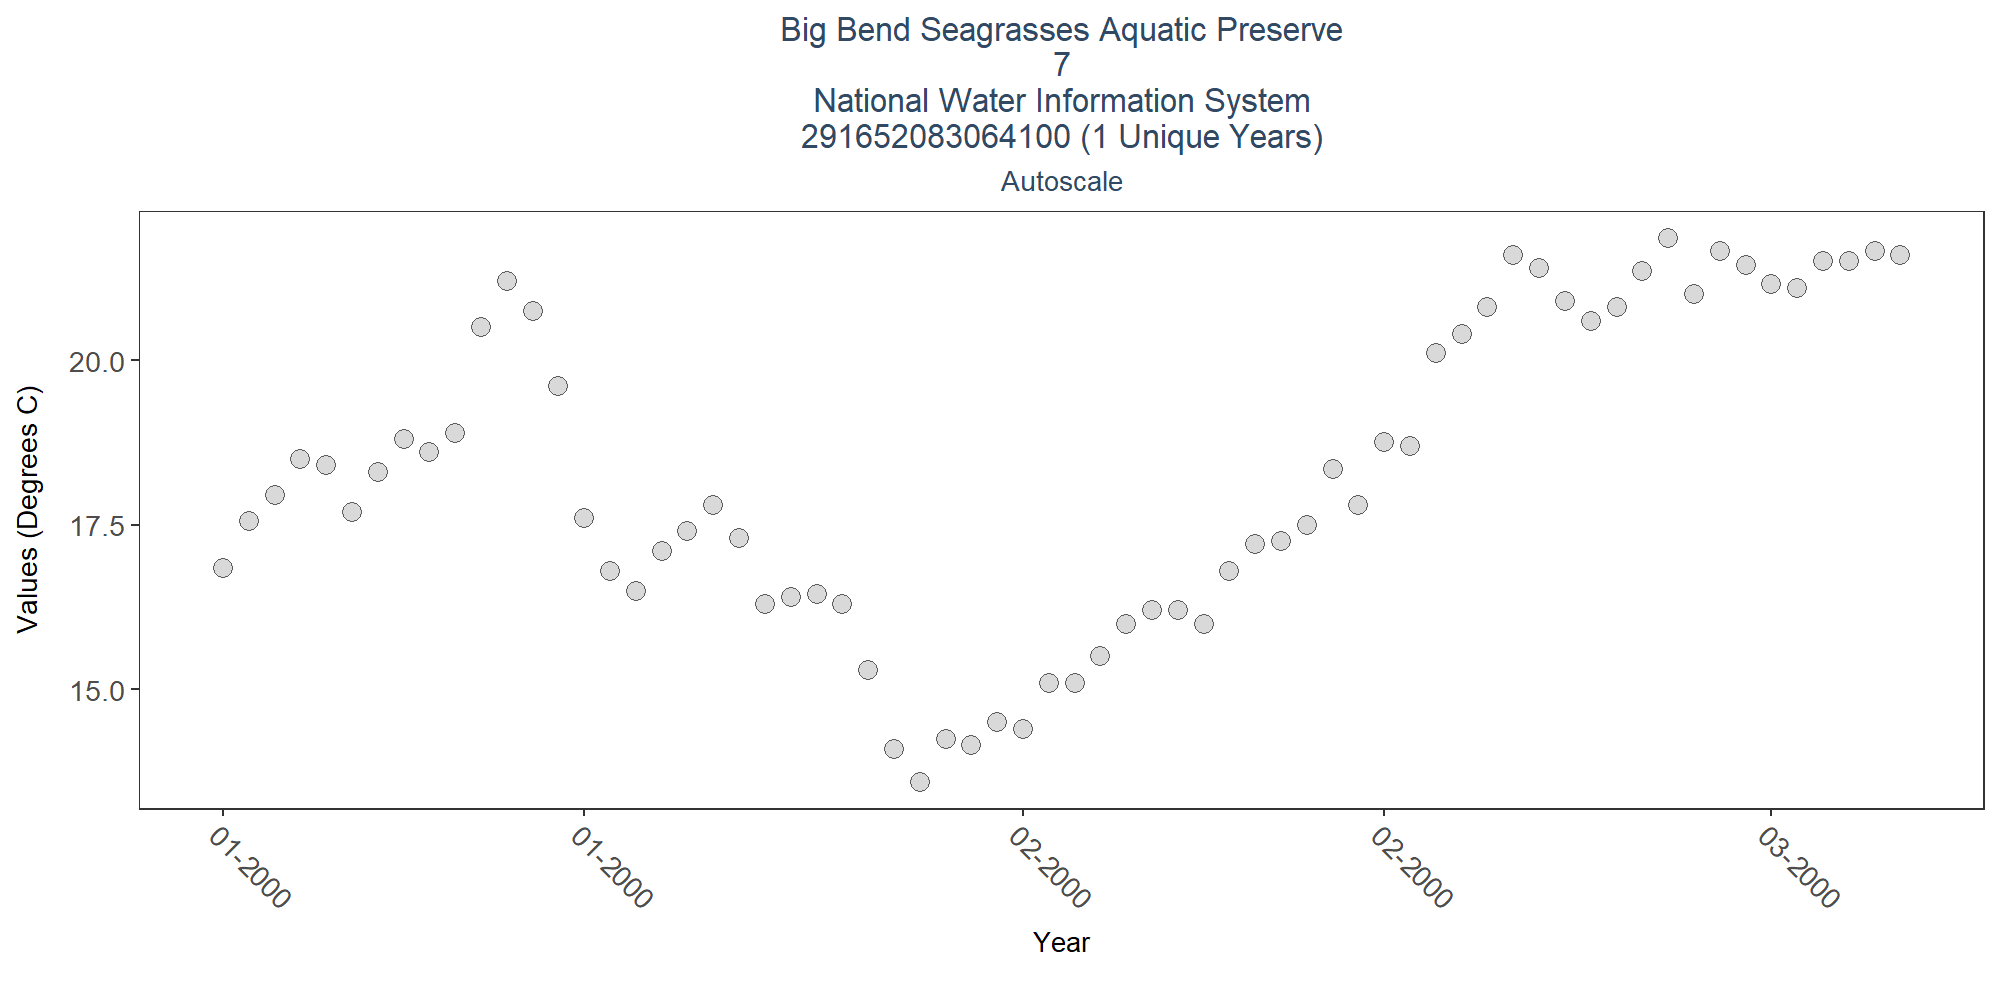 Big Bend Seagrasses Aquatic Preserve
7
National Water Information System
291652083064100 (1 Unique Years)
Autoscale
Values (Degrees C)
20.0
17.5
15.0
01-2000
01-2000
02-2000
02-2000
03-2000
Year